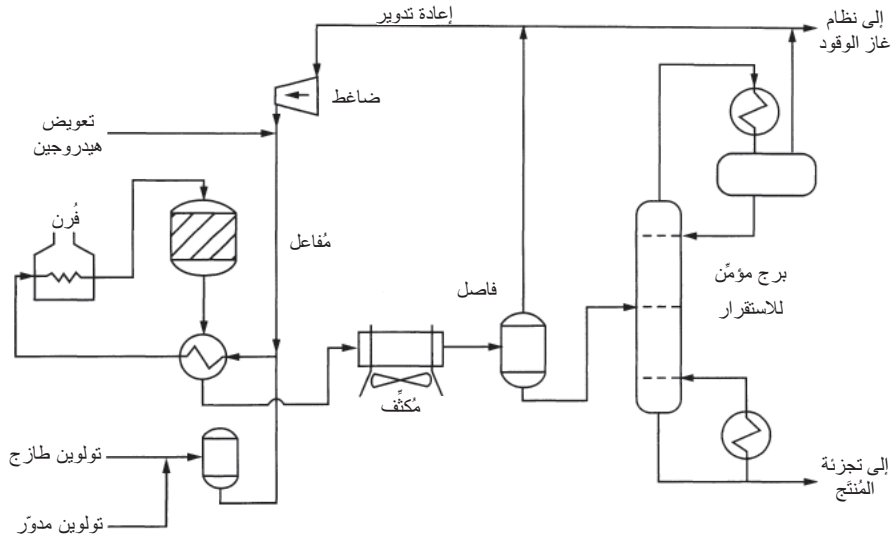 إعادة تدوير
إلى نظام
غاز الوقود
ضاغط
تعويض
هيدروجين
فُرن
مُفاعل
فاصل
برج مؤمِّن
للاستقرار
مُكثِّف
تولوين طازج
تولوين مدوّر
إلى تجزئة
المُنتَج